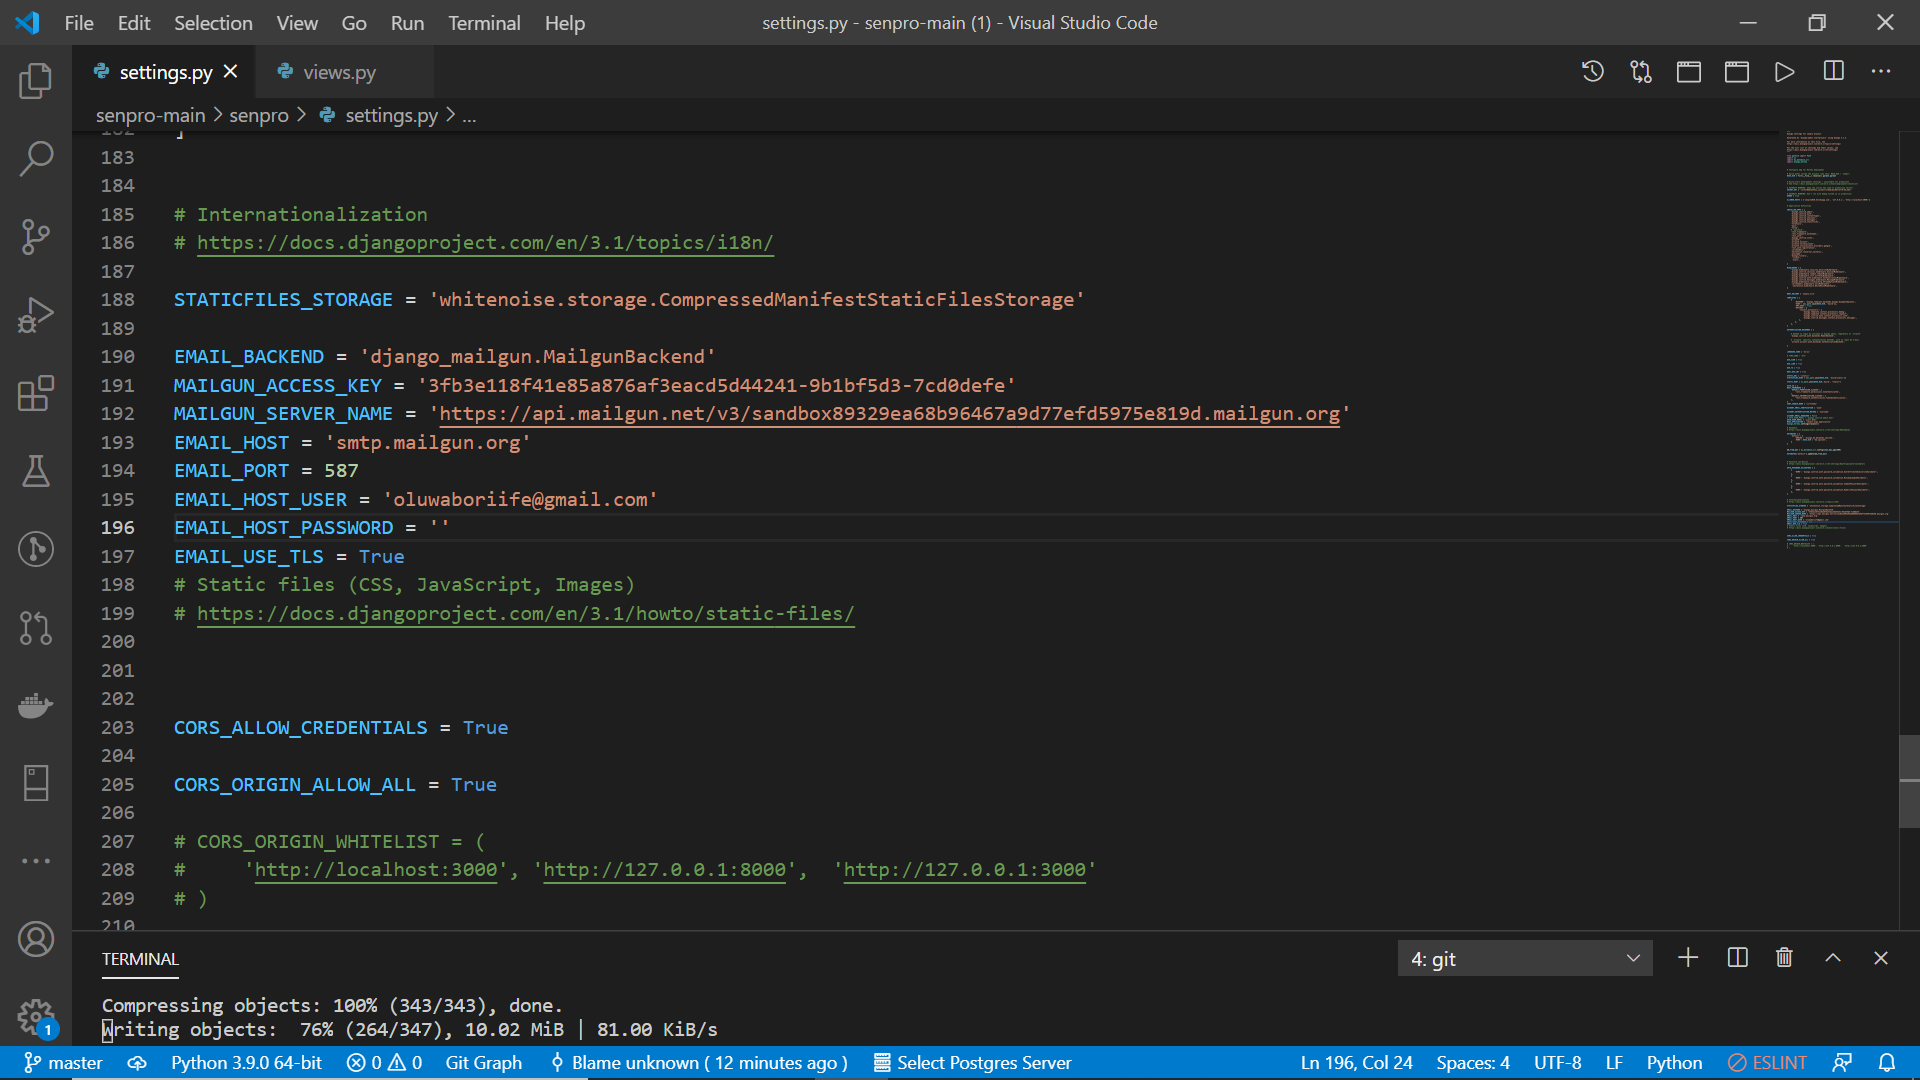 File Edit Selection View Go Run Terminal Help settings.py - senpro-main (1) - Visual Studio Code
settings.py views.py
senpro-main > senpro > settings.py > ...
182 ]
183
184
185 # Internationalization
186 # https://docs.djangoproject.com/en/3.1/topics/i18n/
187
188 STATICFILES_STORAGE = 'whitenoise.storage.CompressedManifestStaticFilesStorage'
189
190 EMAIL_BACKEND = 'django_mailgun.MailgunBackend'
191 MAILGUN_ACCESS_KEY = '3fb3e118f41e85a876af3eacd5d44241-9b1bf5d3-7cd0defe'
192 MAILGUN_SERVER_NAME = 'https://api.mailgun.net/v3/sandbox89329ea68b96467a9d77efd5975e819d.mailgun.org'
193 EMAIL_HOST = 'smtp.mailgun.org'
194 EMAIL_PORT = 587
195 EMAIL_HOST_USER = 'oluwaboriife@gmail.com'
196 EMAIL_HOST_PASSWORD = ''
197 EMAIL_USE_TLS = True
198 # Static files (CSS, JavaScript, Images)
199 # https://docs.djangoproject.com/en/3.1/howto/static-files/
200
201
202
203 CORS_ALLOW_CREDENTIALS = True
204
205 CORS_ORIGIN_ALLOW_ALL = True
206
207 # CORS_ORIGIN_WHITELIST = (
208 #     'http://localhost:3000', 'http://127.0.0.1:8000',  'http://127.0.0.1:3000'
209 # )
210
TERMINAL 4: git
Compressing objects: 100% (343/343), done.
Writing objects:  76% (264/347), 10.02 MiB | 81.00 KiB/s
1
master Python 3.9.0 64-bit 0 0 Git Graph Blame unknown ( 12 minutes ago ) Select Postgres Server Ln 196, Col 24 Spaces: 4 UTF-8 LF Python ESLINT